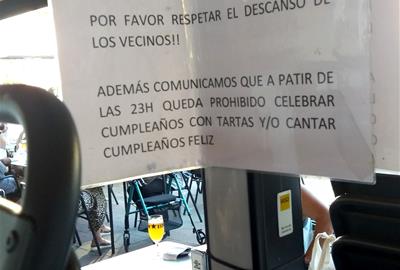 POR FAVOR RESPETAR EL DESCANSO DE
LOS VECINOS!!
ADEMÁS COMUNICAMOS QUE A PATIR DE
LAS 23H QUEDA PROHIBIDO CELEBRAR
CUMPLEAÑOS CON TARTAS Y/O CANTAR
CUMPLEAÑOS FELIZ